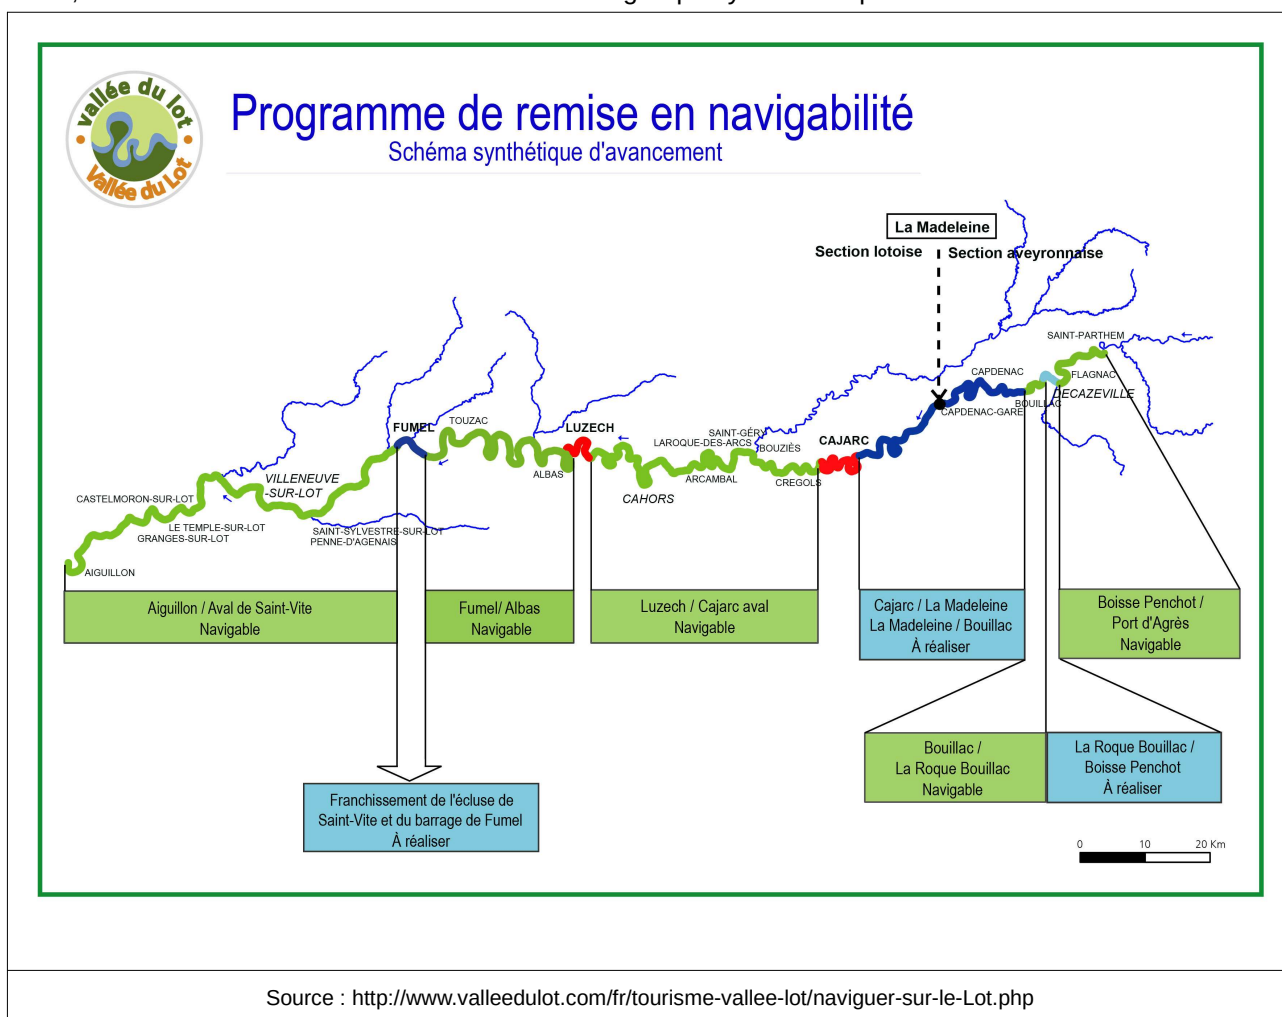 vallée du lot
Vallée du Lot
Programme de remise en navigabilité
Schéma synthétique d'avancement
La Madeleine
Section lotoise
Section aveyronnaise
SAINT-PARTHEM
CAPDENAC
FLAGNAC
DECAZEVILLE
BOUILLAC
CAPDENAC-GARE
FUMEL
TOUZAC
LUZECH
SAINT-GÉRY
LAROQUE-DES-ARCS
BOUZIÈS
CAJARC
ALBAS
ARCAMBAL
CREGOLS
CAHORS
VILLENEUVE
-SUR-LOT
CASTELMORON-SUR-LOT
LE TEMPLE-SUR-LOT
GRANGES-SUR-LOT
SAINT-SYLVESTRE-SUR-LOT
PENNE-D'AGENAIS
AIGUILLON
Aiguillon / Aval de Saint-Vite
Navigable
Fumel/ Albas
Navigable
Luzech / Cajarc aval
Navigable
Cajarc / La Madeleine
La Madeleine / Bouillac
À réaliser
Boisse Penchot /
Port d'Agrès
Navigable
Bouillac /
La Roque Bouillac
Navigable
La Roque Bouillac /
Boisse Penchot
À réaliser
Franchissement de l'écluse de
Saint-Vite et du barrage de Fumel
À réaliser
0 10 20 Km
Source : http://www.valleedulot.com/fr/tourisme-vallee-lot/naviguer-sur-le-Lot.php